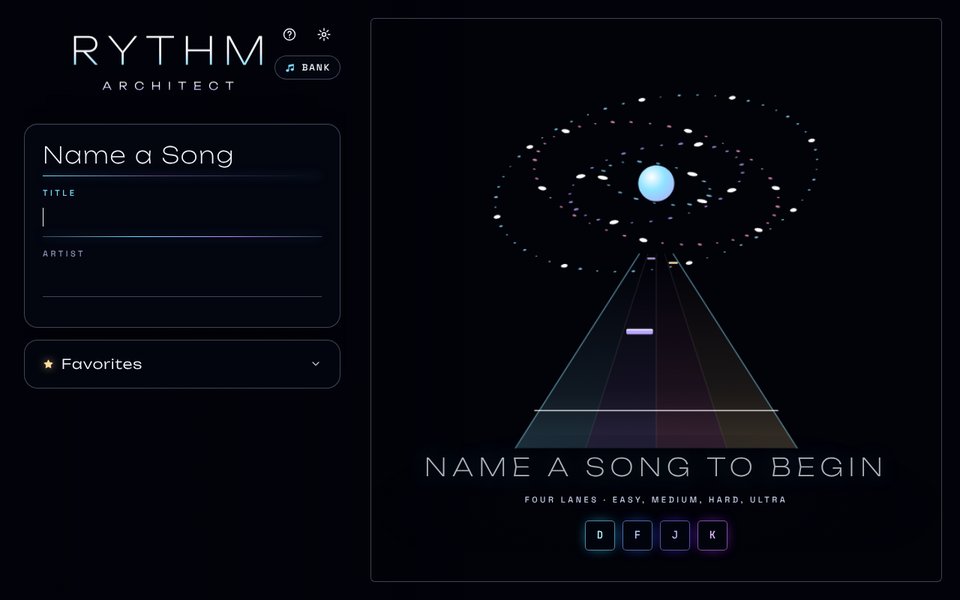 RYTHM
ARCHITECT
?
BANK
Name a Song
TITLE
ARTIST
Favorites
NAME A SONG TO BEGIN
FOUR LANES · EASY, MEDIUM, HARD, ULTRA
D F J K